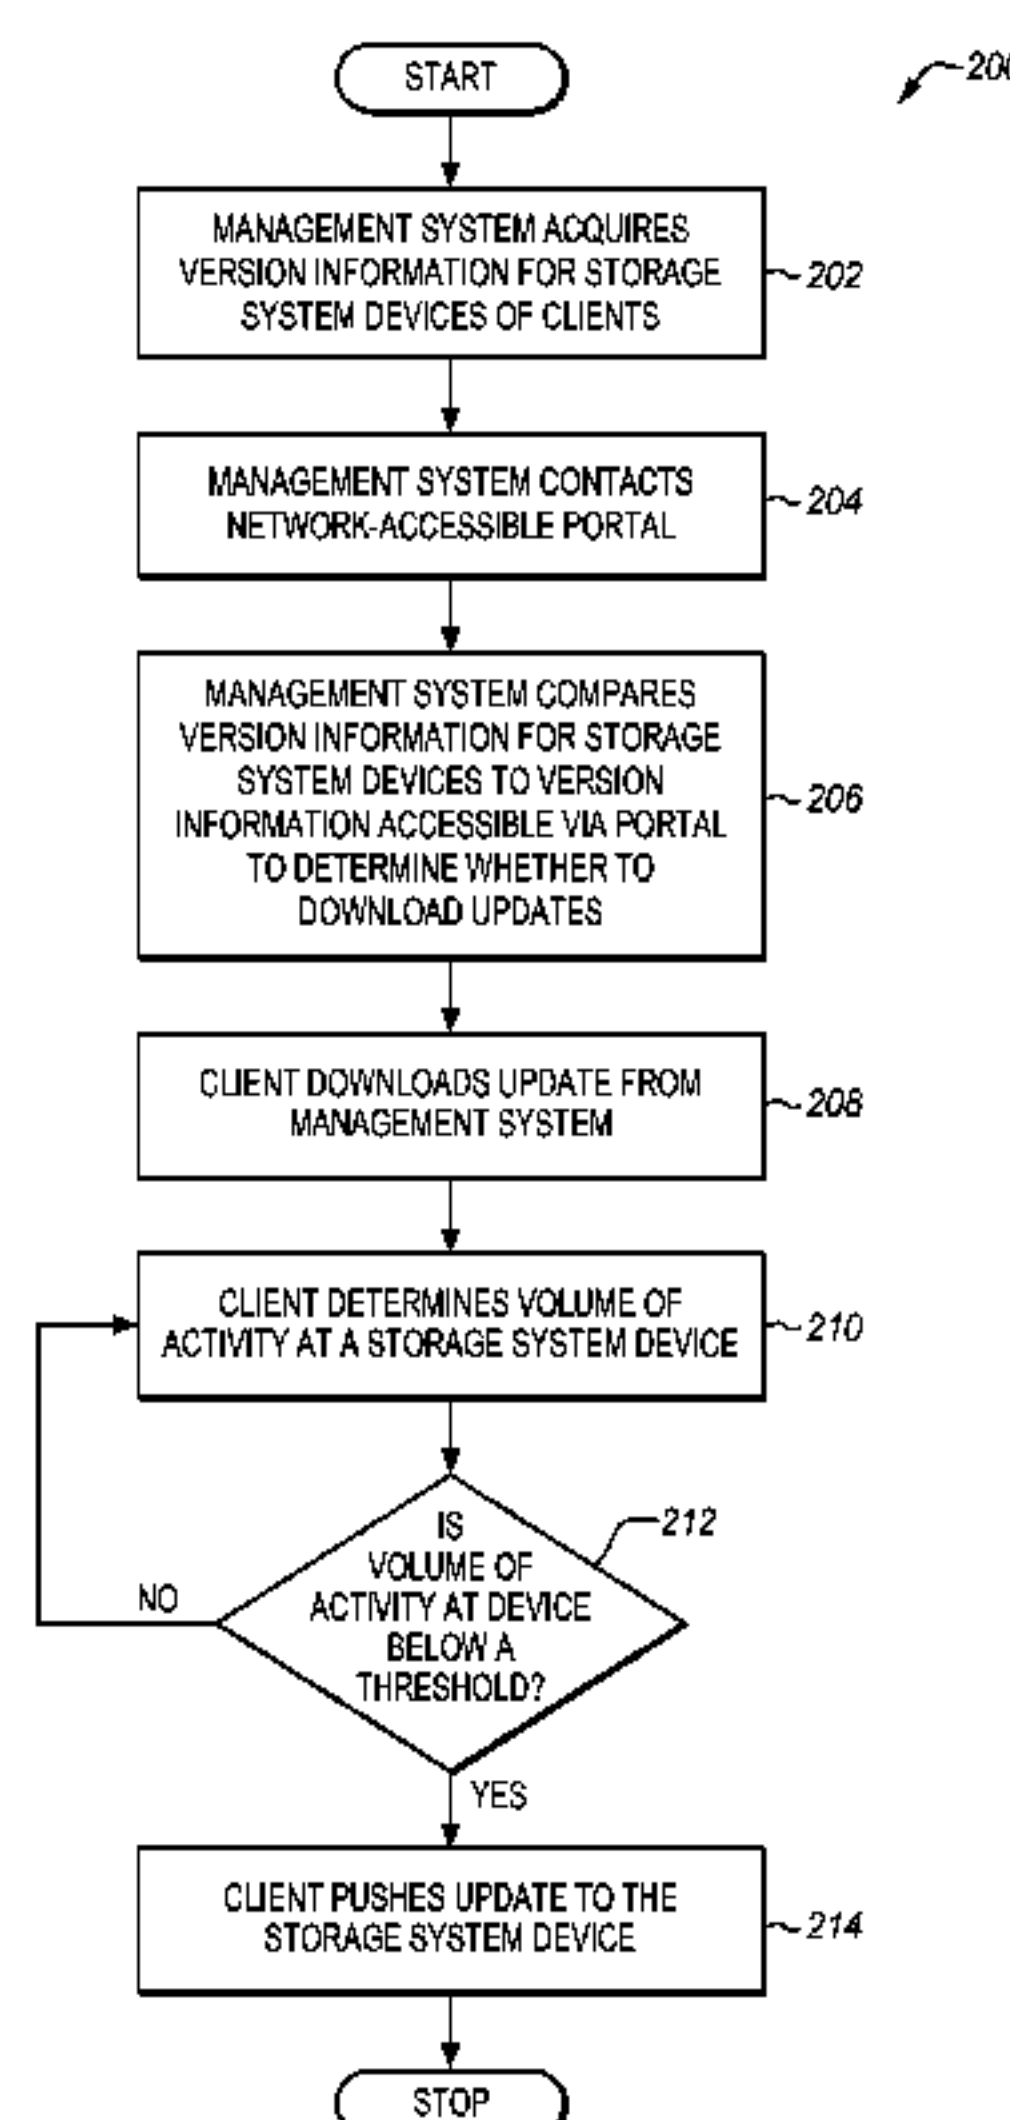 START
200
MANAGEMENT SYSTEM ACQUIRES
VERSION INFORMATION FOR STORAGE
SYSTEM DEVICES OF CLIENTS
202
MANAGEMENT SYSTEM CONTACTS
NETWORK-ACCESSIBLE PORTAL
204
MANAGEMENT SYSTEM COMPARES
VERSION INFORMATION FOR STORAGE
SYSTEM DEVICES TO VERSION
INFORMATION ACCESSIBLE VIA PORTAL
TO DETERMINE WHETHER TO
DOWNLOAD UPDATES
206
CLIENT DOWNLOADS UPDATE FROM
MANAGEMENT SYSTEM
208
CLIENT DETERMINES VOLUME OF
ACTIVITY AT A STORAGE SYSTEM DEVICE
210
IS
VOLUME OF
ACTIVITY AT DEVICE
BELOW A
THRESHOLD?
212
NO
YES
CLIENT PUSHES UPDATE TO THE
STORAGE SYSTEM DEVICE
214
STOP